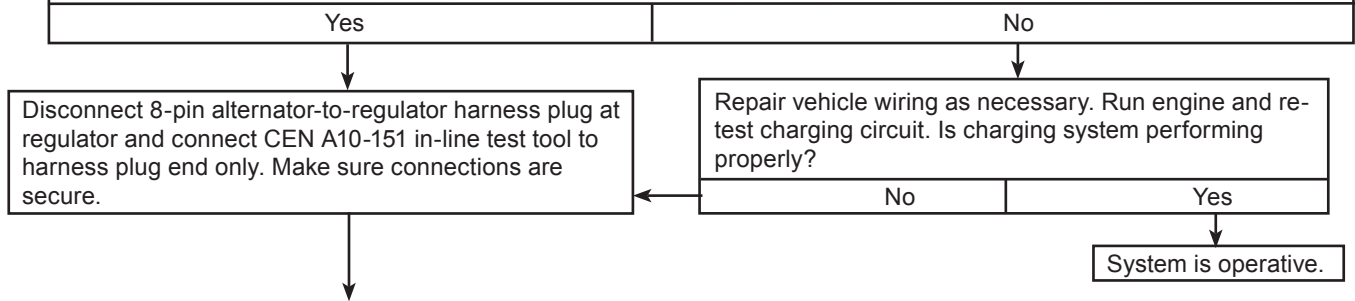 Yes
No
Disconnect 8-pin alternator-to-regulator harness plug at
regulator and connect CEN A10-151 in-line test tool to
harness plug end only. Make sure connections are
secure.
Repair vehicle wiring as necessary. Run engine and re-
test charging circuit. Is charging system performing
properly?
No
Yes
System is operative.